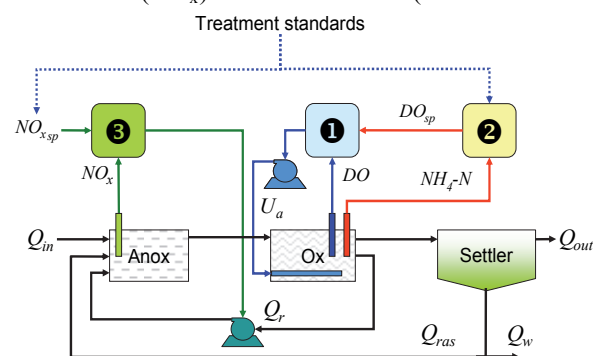 (    x)    (
Treatment standards
NOxsp
❸
❶
DOsp
❷
NOx
DO
NH4-N
Ua
Qin
Anox
Ox
Settler
Qout
Qr
Qras
Qw